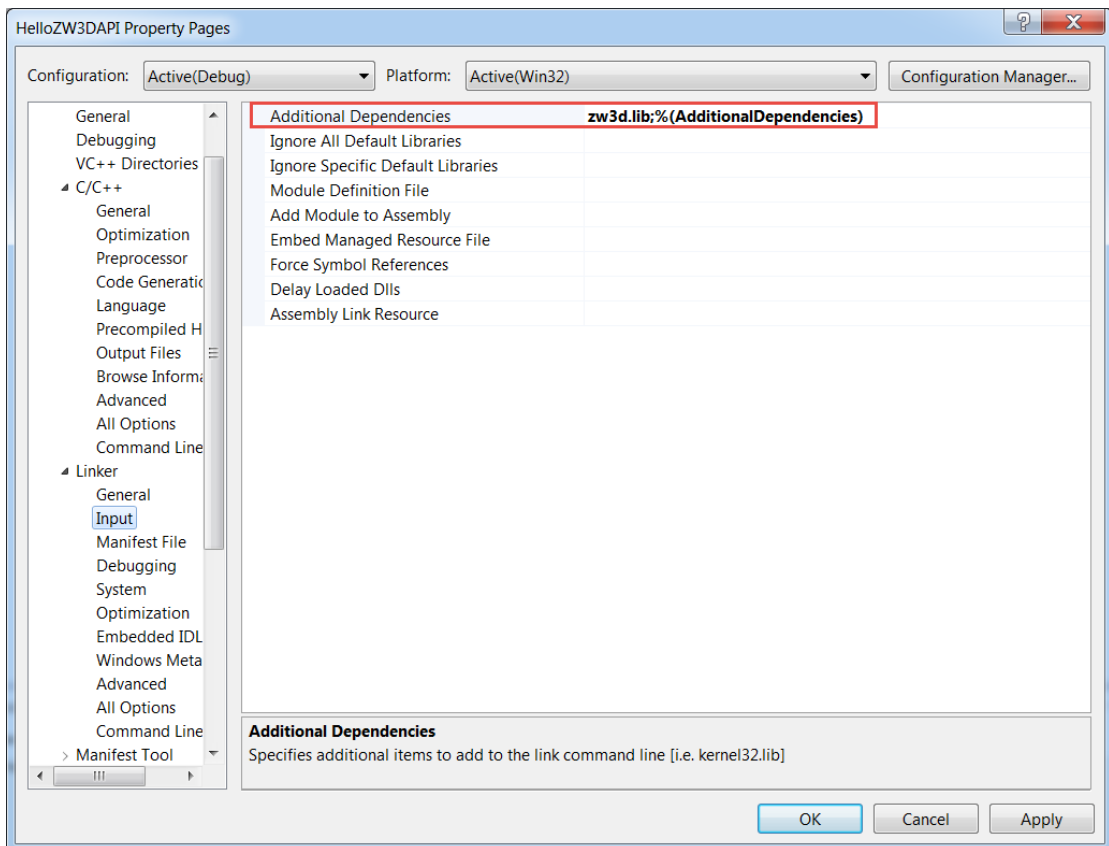 HelloZW3DAPI Property Pages
Configuration: Active(Debug) Platform: Active(Win32) Configuration Manager...
General
Debugging
VC++ Directories
C/C++
General
Optimization
Preprocessor
Code Generatic
Language
Precompiled H
Output Files
Browse Informa
Advanced
All Options
Command Line
Linker
General
Input
Manifest File
Debugging
System
Optimization
Embedded IDL
Windows Meta
Advanced
All Options
Command Line
Manifest Tool
Additional Dependencies zw3d.lib;%(AdditionalDependencies)
Ignore All Default Libraries
Ignore Specific Default Libraries
Module Definition File
Add Module to Assembly
Embed Managed Resource File
Force Symbol References
Delay Loaded Dlls
Assembly Link Resource
Additional Dependencies
Specifies additional items to add to the link command line [i.e. kernel32.lib]
OK Cancel Apply